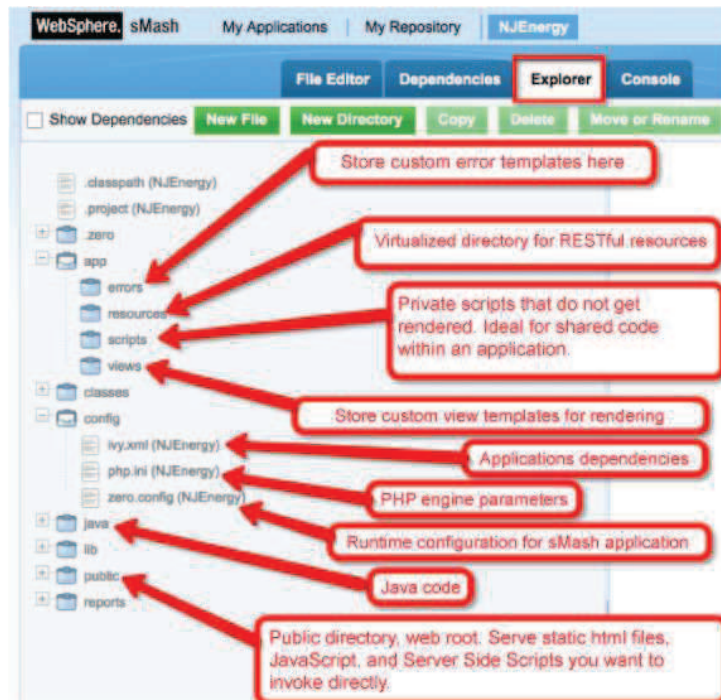 WebSphere. sMash My Applications My Repository NJEnergy
File Editor Dependencies Explorer Console
Show Dependencies New File New Directory Copy Delete Move or Rename
Store custom error templates here
.classpath (NJEnergy)
.project (NJEnergy)
.zero
Virtualized directory for RESTful resources
app
errors
resources
Private scripts that do not get
rendered. Ideal for shared code
within an application.
scripts
views
classes
Store custom view templates for rendering
config
ivy.xml (NJEnergy)
Applications dependencies
php.ini (NJEnergy)
PHP engine parameters
zero.config (NJEnergy)
java
Runtime configuration for sMash application
lib
public
Java code
reports
Public directory, web root. Serve static html files,
JavaScript, and Server Side Scripts you want to
invoke directly.